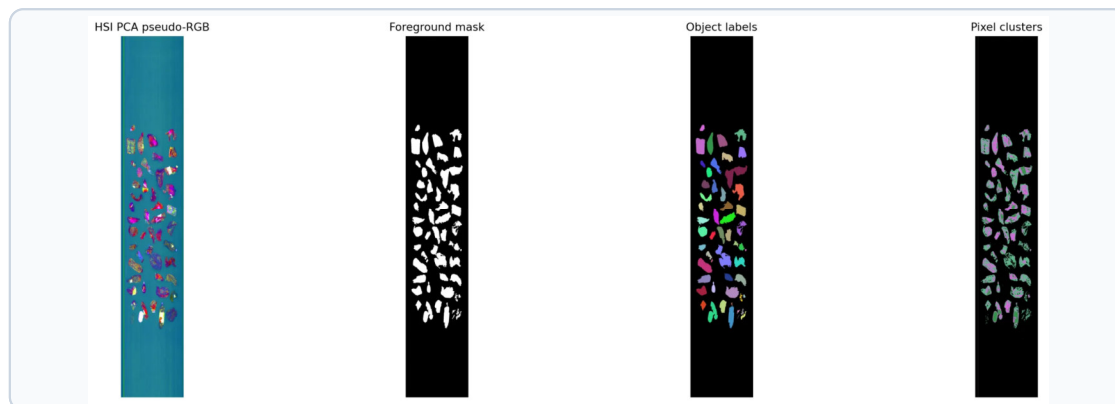 HSI PCA pseudo-RGB
Foreground mask
Object labels
Pixel clusters